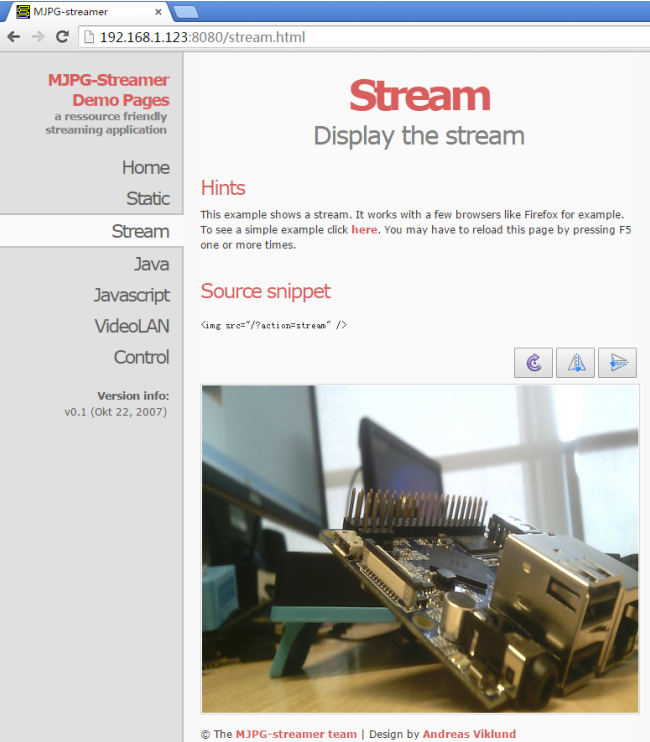 MJPG-streamer
192.168.1.123:8080/stream.html
MJPG-Streamer
Demo Pages
a ressource friendly
streaming application
Home
Static
Stream
Java
Javascript
VideoLAN
Control
Version info:
v0.1 (Okt 22, 2007)
Stream
Display the stream
Hints
This example shows a stream. It works with a few browsers like Firefox for example.
To see a simple example click here. You may have to reload this page by pressing F5
one or more times.
Source snippet
<img src="/?action=stream" />
© The MJPG-streamer team | Design by Andreas Viklund